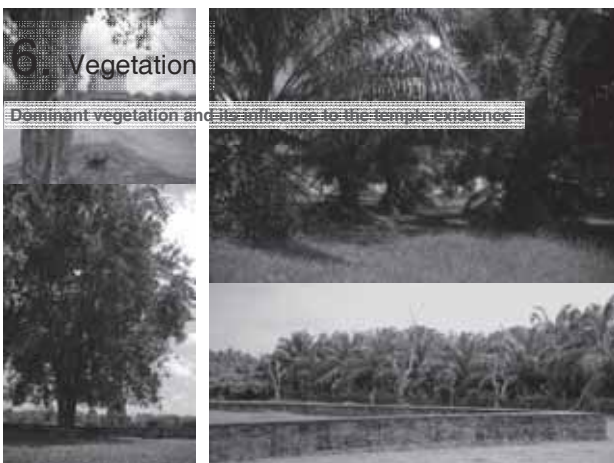 6. Vegetation
Dominant vegetation and its influence to the temple existence